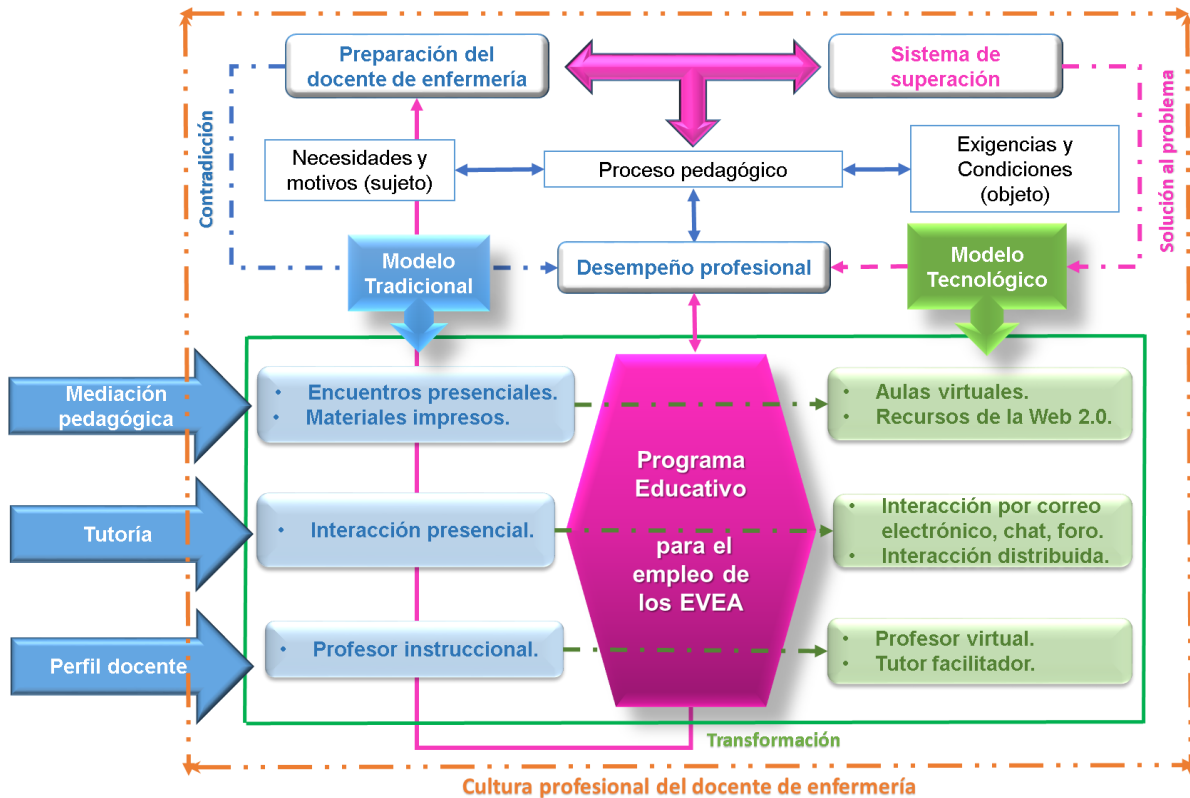 Preparación del
docente de enfermería
Sistema de
superación
Contradicción
Solución al problema
Necesidades y
motivos (sujeto)
Proceso pedagógico
Exigencias y
Condiciones
(objeto)
Modelo
Tradicional
Desempeño profesional
Modelo
Tecnológico
Mediación
pedagógica
• Encuentros presenciales.
• Materiales impresos.
• Aulas virtuales.
• Recursos de la Web 2.0.
Programa
Educativo
para el
empleo de
los EVEA
Tutoría
• Interacción presencial.
• Interacción por correo
electrónico, chat, foro.
• Interacción distribuida.
Perfil docente
• Profesor instruccional.
• Profesor virtual.
• Tutor facilitador.
Transformación
Cultura profesional del docente de enfermería